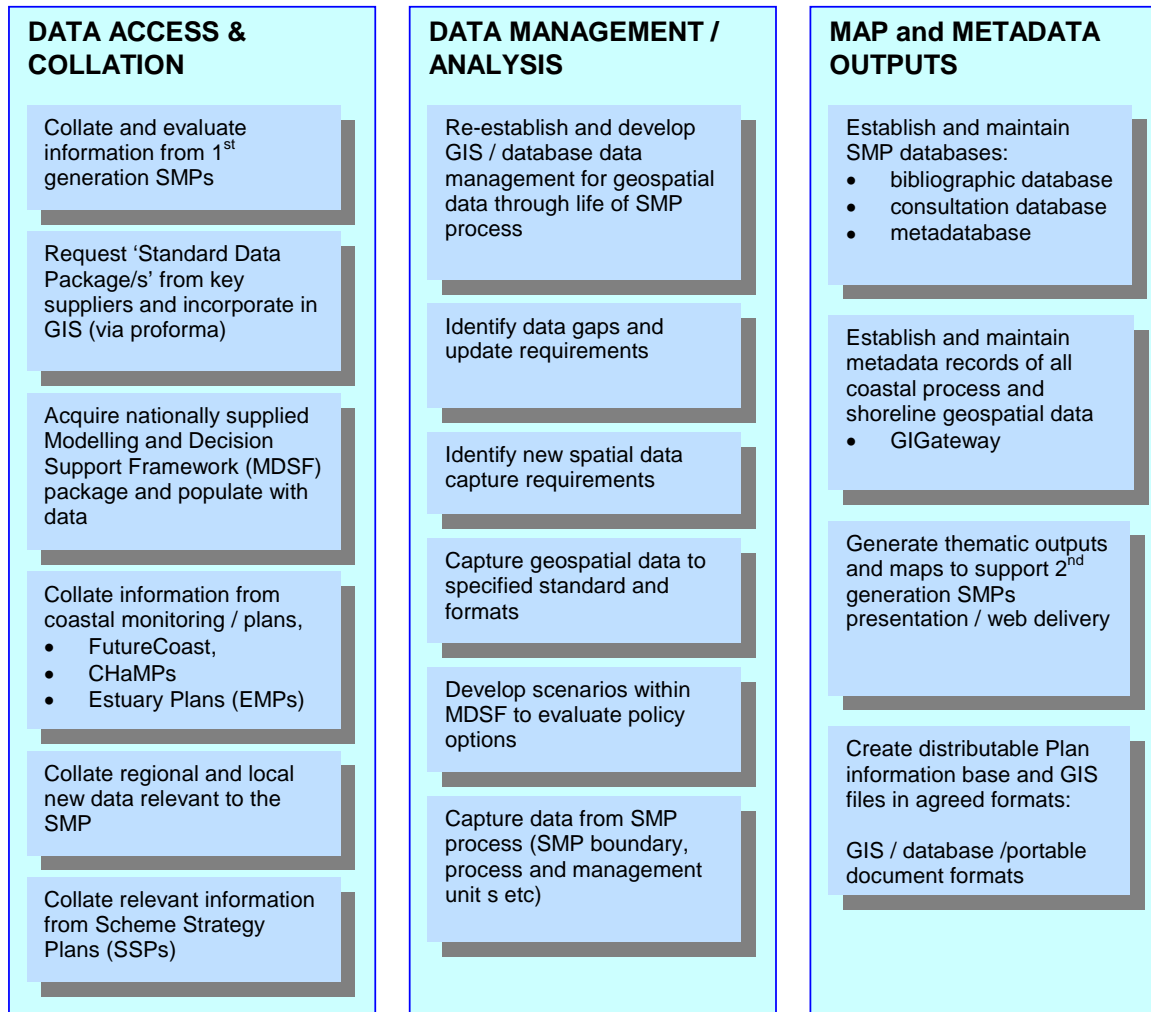 DATA ACCESS &
COLLATION
Collate and evaluate
information from 1st
generation SMPs
Request ‘Standard Data
Package/s’ from key
suppliers and incorporate in
GIS (via proforma)
Acquire nationally supplied
Modelling and Decision
Support Framework (MDSF)
package and populate with
data
Collate information from
coastal monitoring / plans,
• FutureCoast,
• CHaMPs
• Estuary Plans (EMPs)
Collate regional and local
new data relevant to the
SMP
Collate relevant information
from Scheme Strategy
Plans (SSPs)
DATA MANAGEMENT /
ANALYSIS
Re-establish and develop
GIS / database data
management for geospatial
data through life of SMP
process
Identify data gaps and
update requirements
Identify new spatial data
capture requirements
Capture geospatial data to
specified standard and
formats
Develop scenarios within
MDSF to evaluate policy
options
Capture data from SMP
process (SMP boundary,
process and management
unit s etc)
MAP and METADATA
OUTPUTS
Establish and maintain
SMP databases:
• bibliographic database
• consultation database
• metadatabase
Establish and maintain
metadata records of all
coastal process and
shoreline geospatial data
• GIGateway
Generate thematic outputs
and maps to support 2nd
generation SMPs
presentation / web delivery
Create distributable Plan
information base and GIS
files in agreed formats:
GIS / database /portable
document formats